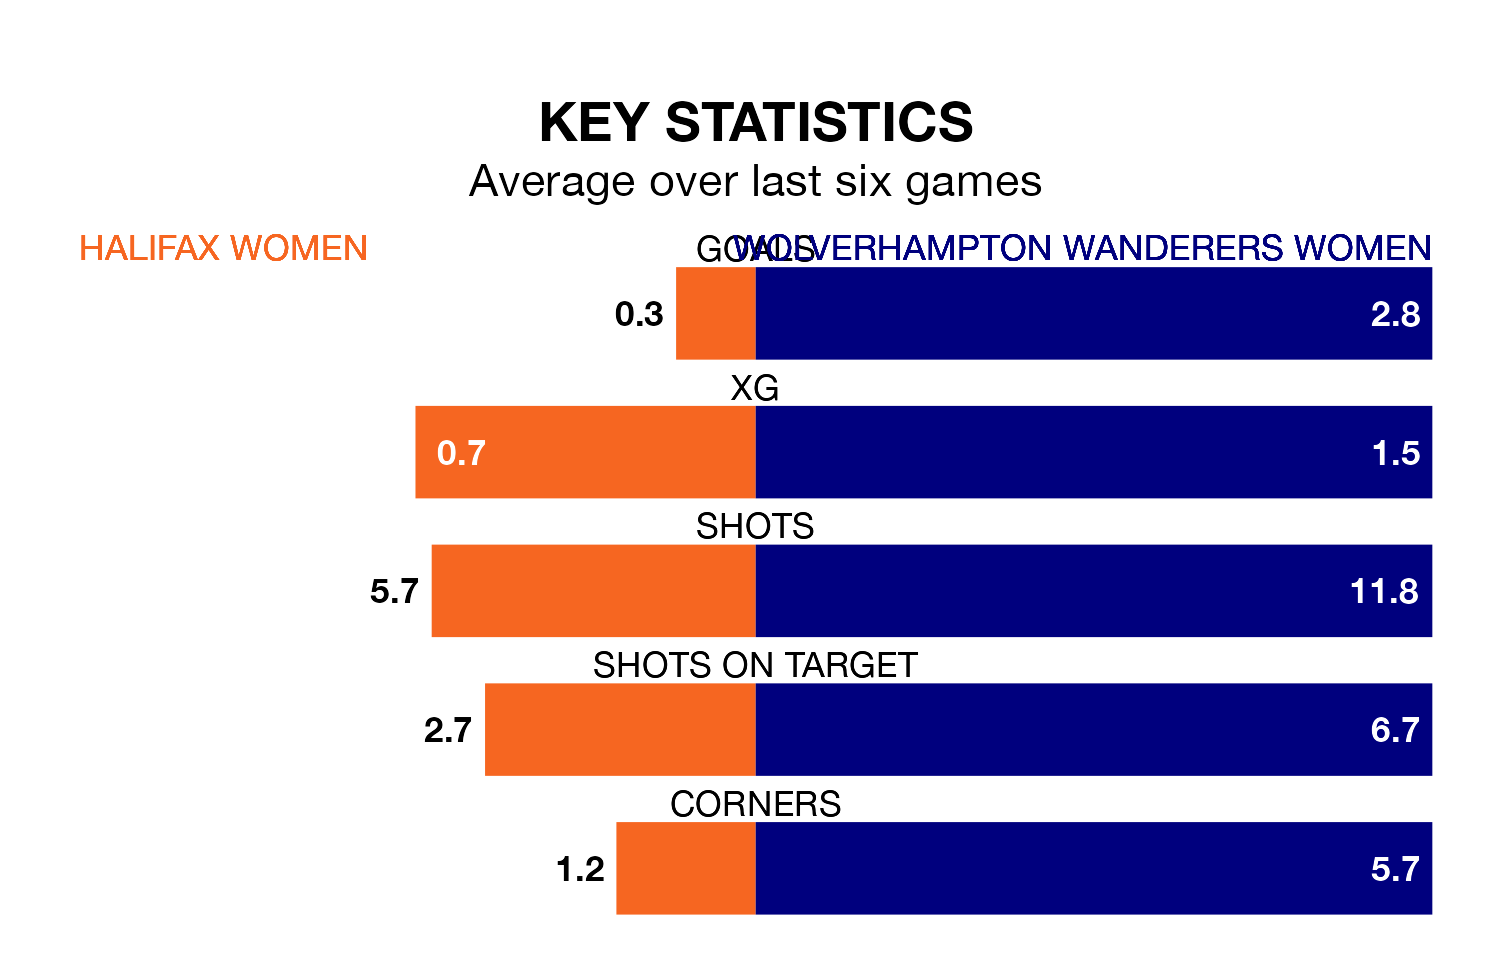 KEY STATISTICS
Average over last six games
HALIFAX WOMEN GOALS WOLVERHAMPTON WANDERERS WOMEN
0.3 2.8
XG
0.7 1.5
SHOTS
5.7 11.8
SHOTS ON TARGET
2.7 6.7
CORNERS
1.2 5.7